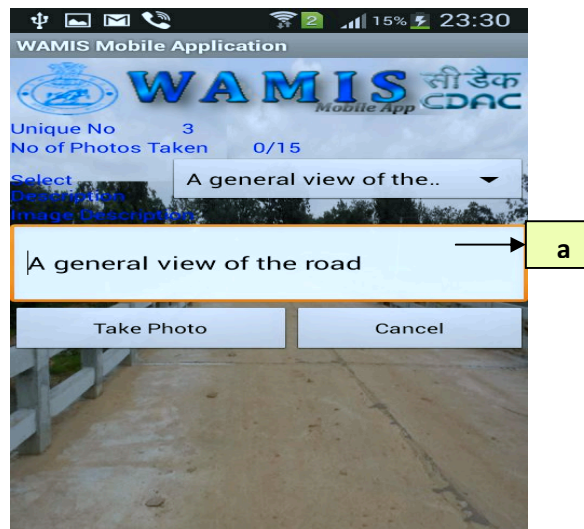 2 15% 23:30
WAMIS Mobile Application
WAMIS
Mobile App
सी डैक
CDAC
Unique No 3
No of Photos Taken 0/15
Select Description
A general view of the..
Image Description
A general view of the road
a
Take Photo Cancel